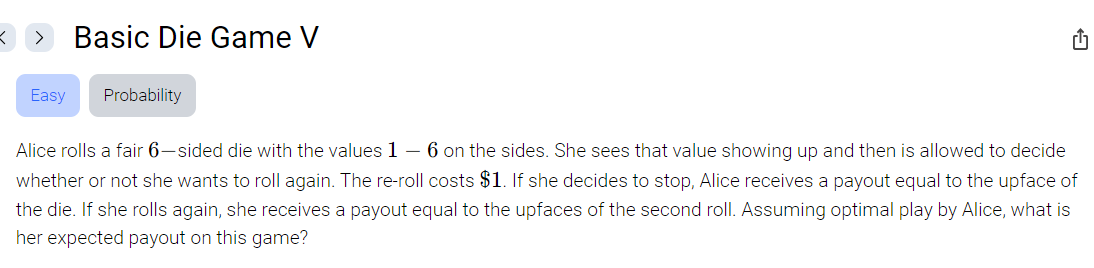 Basic Die Game V
Easy Probability
Alice rolls a fair 6−sided die with the values 1 − 6 on the sides. She sees that value showing up and then is allowed to decide
whether or not she wants to roll again. The re-roll costs $1. If she decides to stop, Alice receives a payout equal to the upface of
the die. If she rolls again, she receives a payout equal to the upfaces of the second roll. Assuming optimal play by Alice, what is
her expected payout on this game?